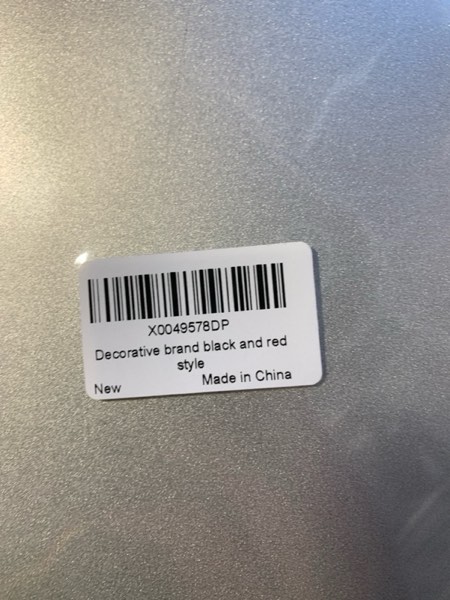 X0049578DP
Decorative brand black and red
style
New Made in China